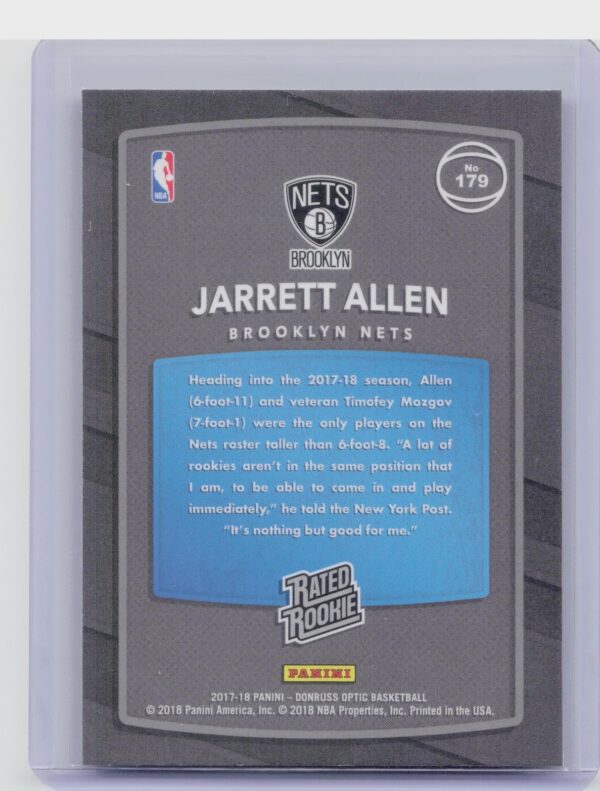 No
179
NBA
NETS
B
BROOKLYN
JARRETT ALLEN
BROOKLYN NETS
Heading into the 2017-18 season, Allen
(6-foot-11) and veteran Timofey Mozgov
(7-foot-1) were the only players on the
Nets roster taller than 6-foot-8. “A lot of
rookies aren’t in the same position that
I am, to be able to come in and play
immediately,” he told the New York Post.
“It’s nothing but good for me.”
RATED
ROOKIE
PANINI
2017-18 PANINI – DONRUSS OPTIC BASKETBALL
© 2018 Panini America, Inc. © 2018 NBA Properties, Inc. Printed in the USA.